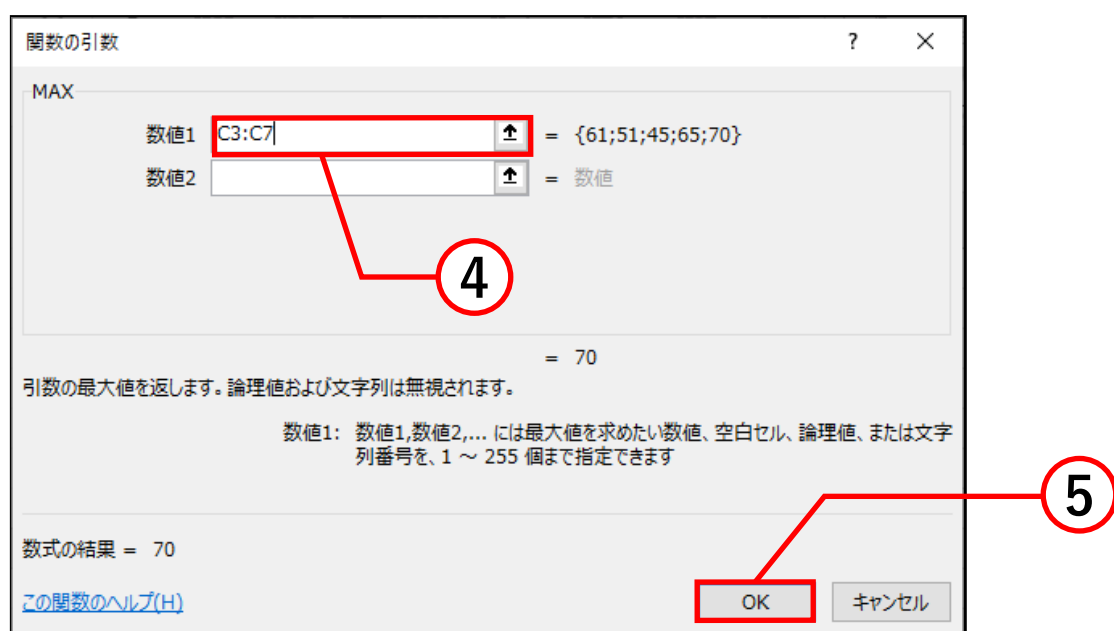 関数の引数 ? ×
MAX
数値1 C3:C7 = {61;51;45;65;70}
数値2 = 数値
4
= 70
引数の最大値を返します。論理値および文字列は無視されます。
数値1: 数値1,数値2,... には最大値を求めたい数値、空白セル、論理値、または文字
列番号を、1 ～ 255 個まで指定できます
5
数式の結果 = 70
この関数のヘルプ(H) OK キャンセル